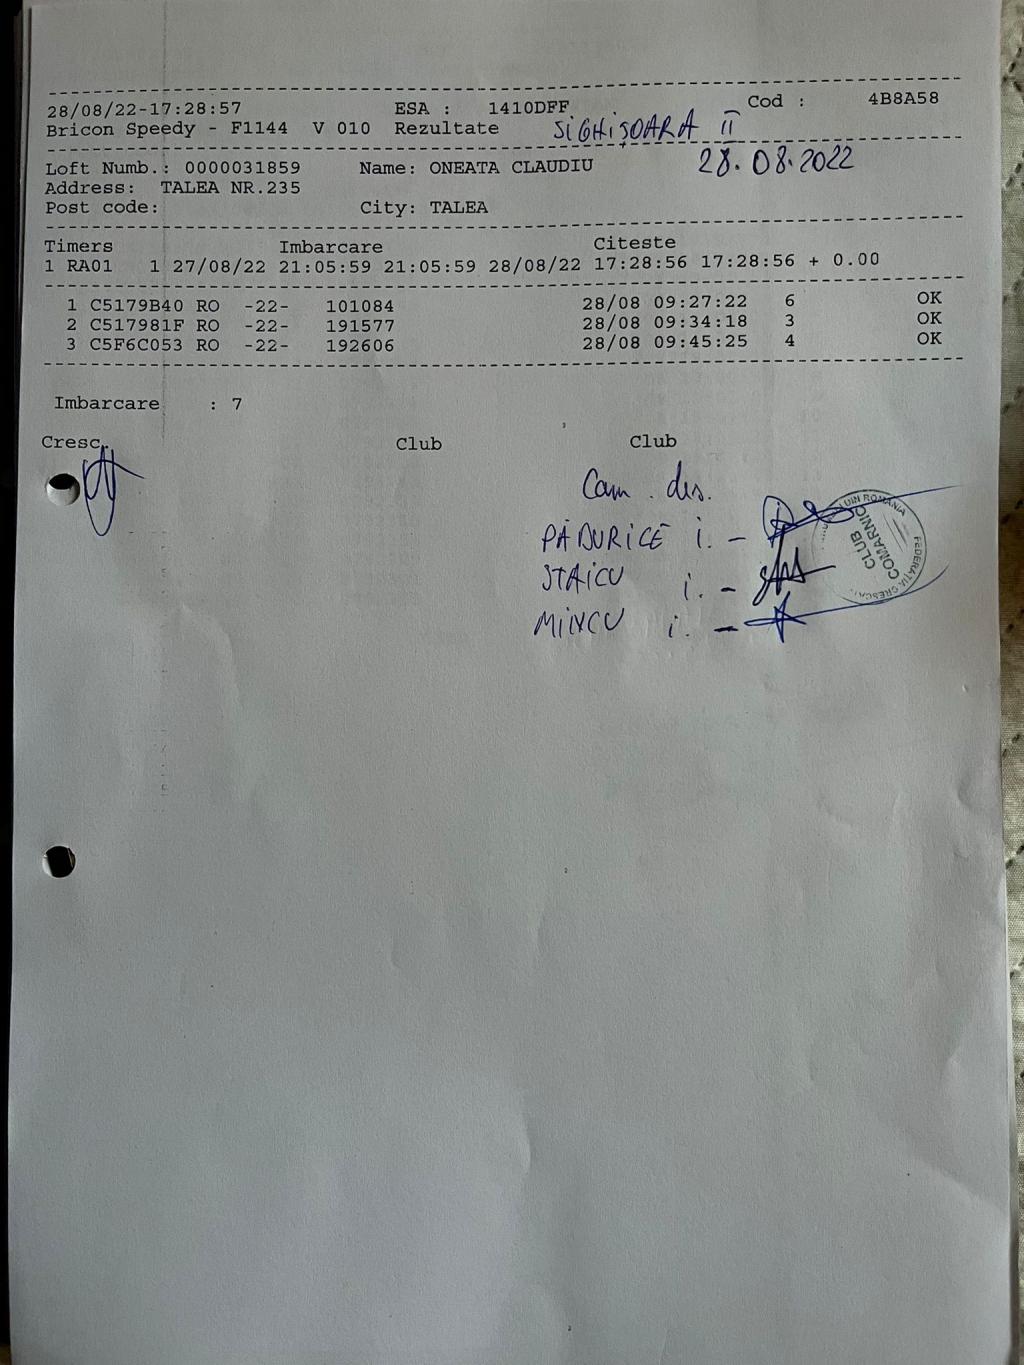 28/08/22-17:28:57 ESA : 1410DFF Cod : 4B8A58
Bricon Speedy - F1144 V 010 Rezultate SIGHIȘOARA II
28.08.2022
Loft Numb.: 0000031859 Name: ONEATA CLAUDIU
Address: TALEA NR.235
Post code: City: TALEA
Timers Imbarcare Citeste
1 RA01 1 27/08/22 21:05:59 21:05:59 28/08/22 17:28:56 17:28:56 + 0.00
1 C5179B40 RO -22- 101084 28/08 09:27:22 6 OK
2 C517981F RO -22- 191577 28/08 09:34:18 3 OK
3 C5F6C053 RO -22- 192606 28/08 09:45:25 4 OK
Imbarcare : 7
Cresc. Club Club
Com. des.
PĂDURICE i. -
STAICU i. -
i. -
CLUB
COMARNIC
DIN ROMANIA
FEDERATIA